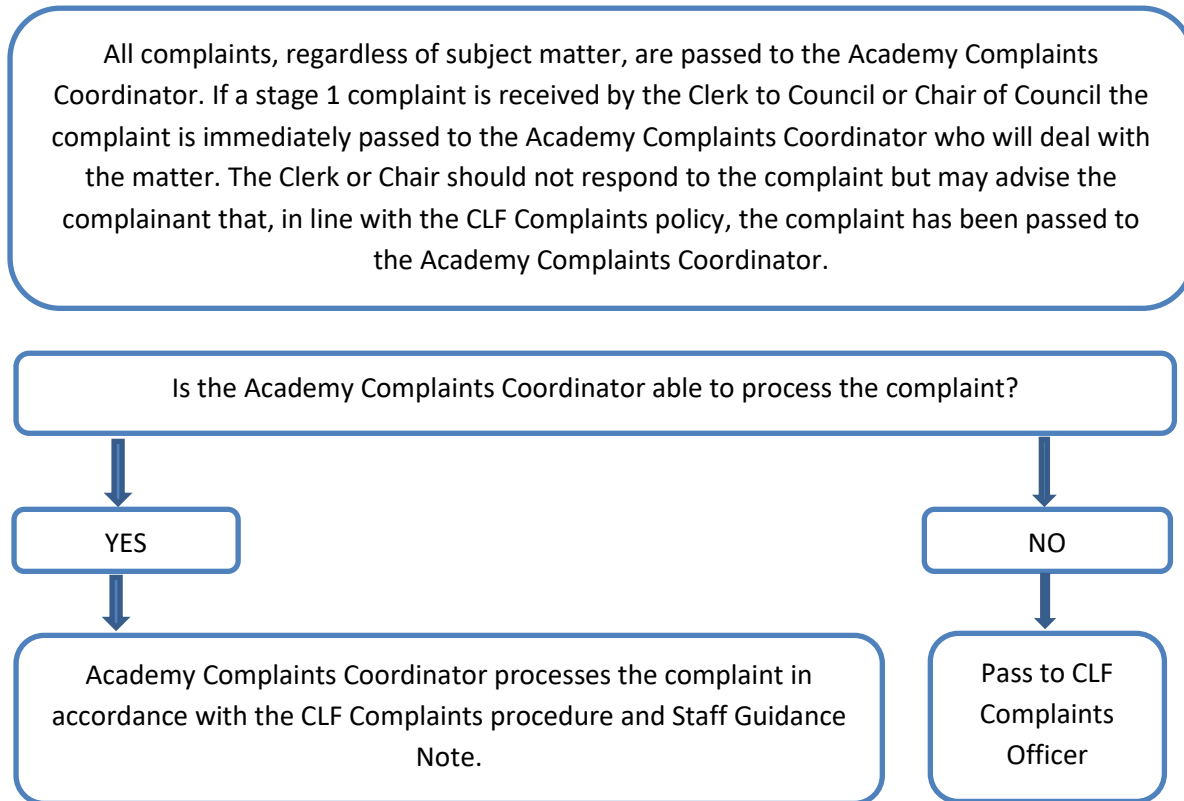 All complaints, regardless of subject matter, are passed to the Academy Complaints
Coordinator. If a stage 1 complaint is received by the Clerk to Council or Chair of Council the
complaint is immediately passed to the Academy Complaints Coordinator who will deal with
the matter. The Clerk or Chair should not respond to the complaint but may advise the
complainant that, in line with the CLF Complaints policy, the complaint has been passed to
the Academy Complaints Coordinator.
Is the Academy Complaints Coordinator able to process the complaint?
YES
NO
Academy Complaints Coordinator processes the complaint in
accordance with the CLF Complaints procedure and Staff Guidance
Note.
Pass to CLF
Complaints
Officer